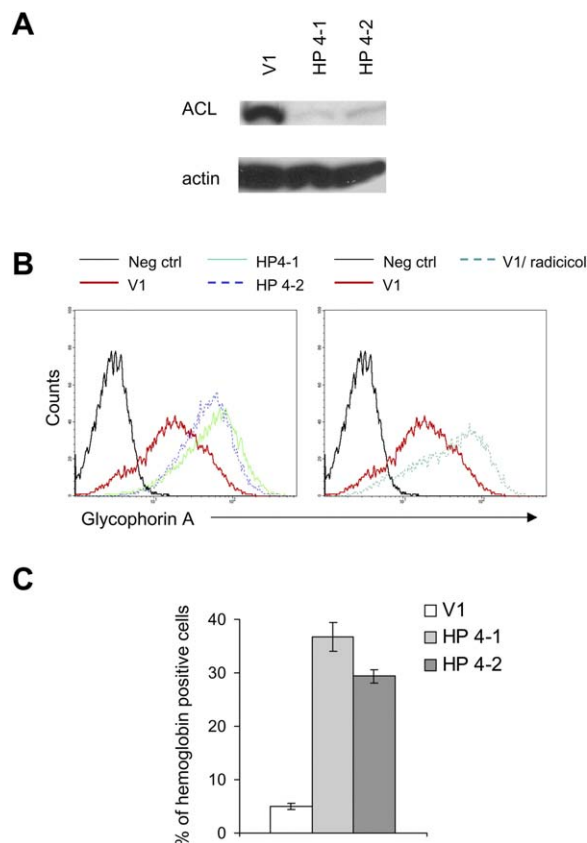 A
V1 HP 4-1 HP 4-2
ACL
actin
B
Neg ctrl HP4-1 Neg ctrl V1/ radicicol
V1 HP 4-2 V1
Counts
Glycophorin A
C
% of hemoglobin positive cells
40
30
20
10
0
V1
HP 4-1
HP 4-2